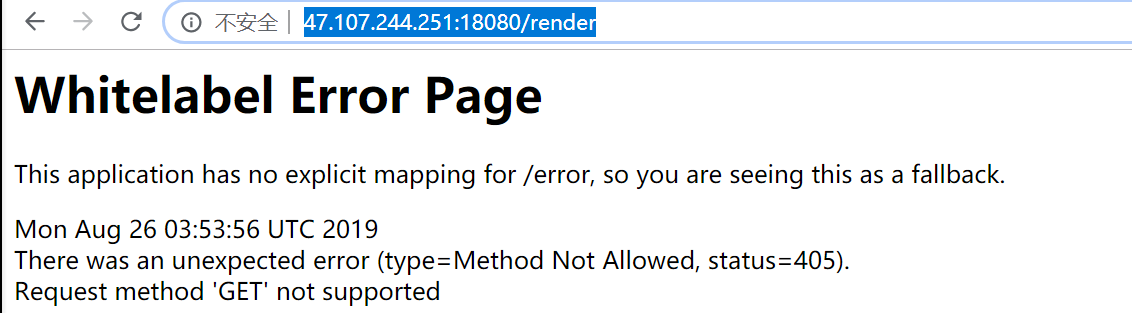 不安全 | 47.107.244.251:18080/render
Whitelabel Error Page
This application has no explicit mapping for /error, so you are seeing this as a fallback.
Mon Aug 26 03:53:56 UTC 2019
There was an unexpected error (type=Method Not Allowed, status=405).
Request method 'GET' not supported